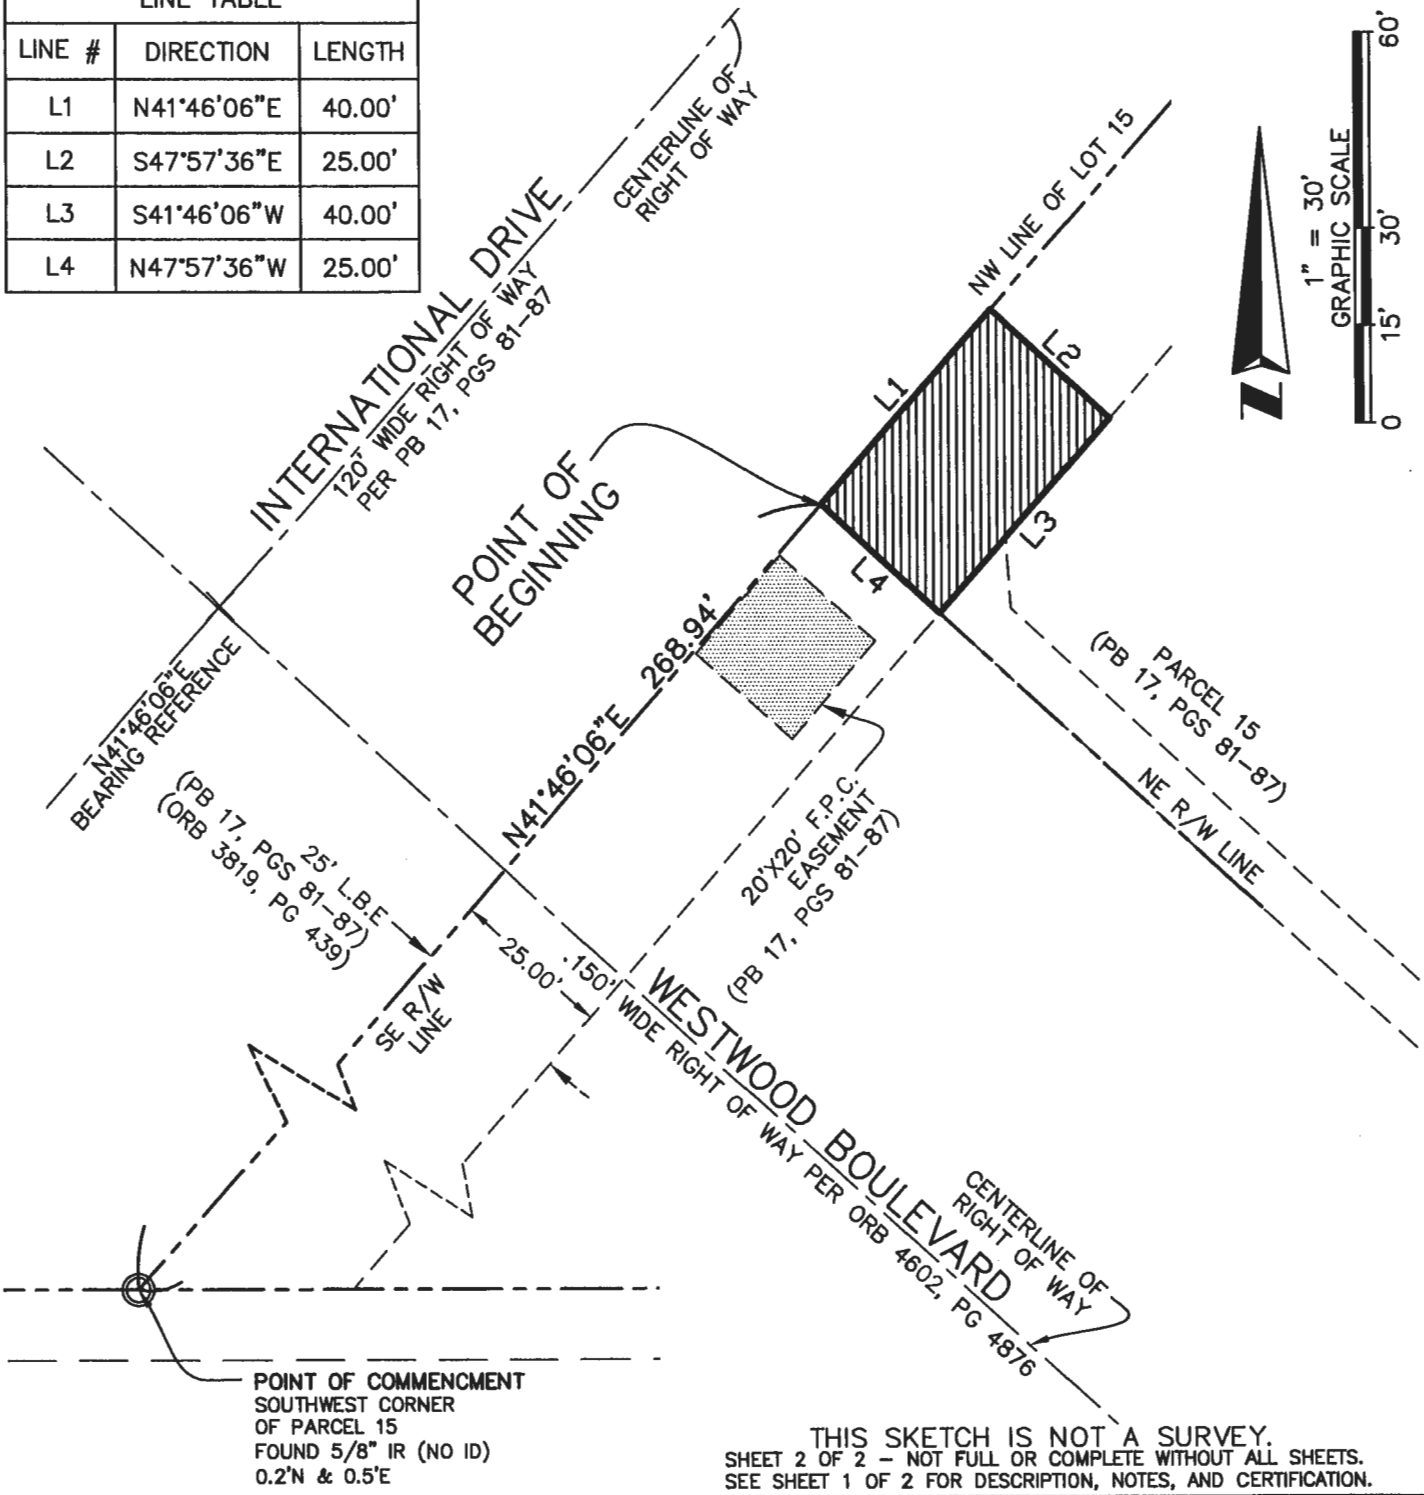 LINE TABLE
LINE # DIRECTION LENGTH
L1 N41°46'06"E 40.00'
L2 S47°57'36"E 25.00'
L3 S41°46'06"W 40.00'
L4 N47°57'36"W 25.00'
CENTERLINE OF
RIGHT OF WAY
INTERNATIONAL DRIVE
120' WIDE RIGHT OF WAY
PER PB 17, PGS 81-87
NW LINE OF LOT 15
1" = 30'
GRAPHIC SCALE
0 15' 30' 60'
N
L1
L2
L3
L4
POINT OF
BEGINNING
N41°46'06"E 268.94'
N41°46'06"E
BEARING REFERENCE
25' L.B.E
(PB 17, PGS 81-87)
(ORB 3819, PG 439)
SE R/W
LINE
25.00'
20'X20' F.P.C.
EASEMENT
(PB 17, PGS 81-87)
PARCEL 15
(PB 17, PGS 81-87)
NE R/W LINE
WESTWOOD BOULEVARD
150' WIDE RIGHT OF WAY PER ORB 4602, PG 4876
CENTERLINE OF
RIGHT OF WAY
POINT OF COMMENCMENT
SOUTHWEST CORNER
OF PARCEL 15
FOUND 5/8" IR (NO ID)
0.2'N & 0.5'E
THIS SKETCH IS NOT A SURVEY.
SHEET 2 OF 2 - NOT FULL OR COMPLETE WITHOUT ALL SHEETS.
SEE SHEET 1 OF 2 FOR DESCRIPTION, NOTES, AND CERTIFICATION.